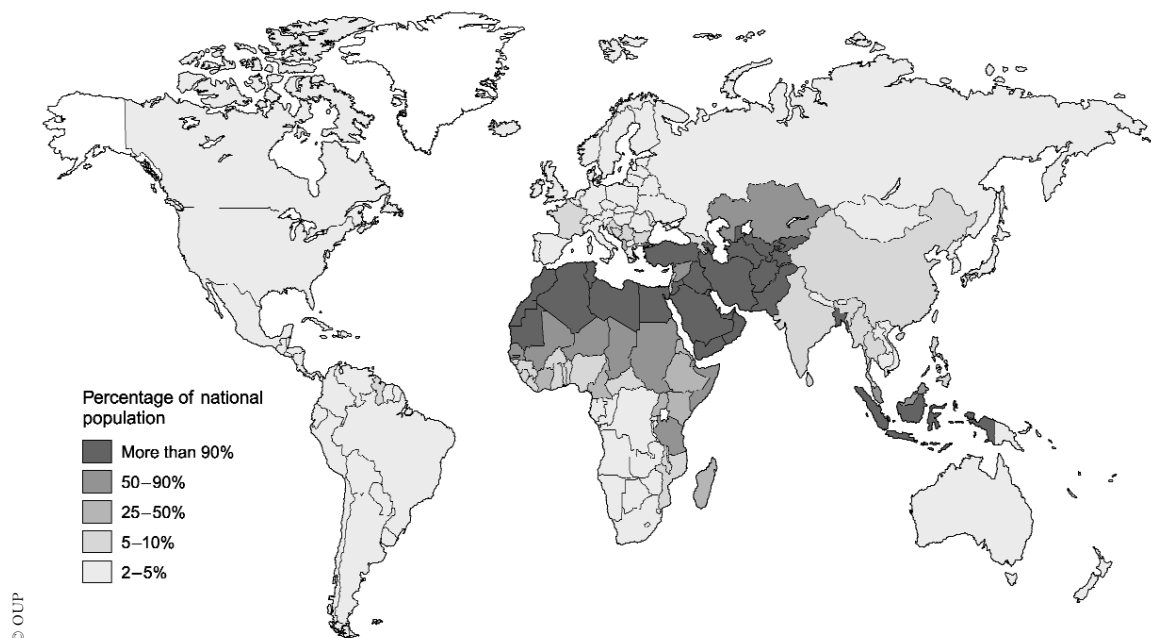 Percentage of national
population
More than 90%
50–90%
25–50%
5–10%
2–5%
© OUP